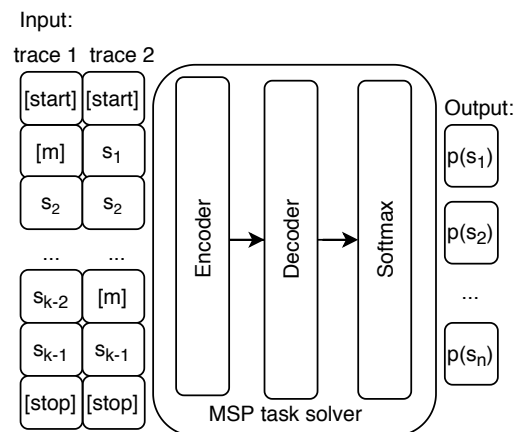 Input:
trace 1 trace 2
[start] [start]
[m] s₁
s₂ s₂
... ...
sₖ₋₂ [m]
sₖ₋₁ sₖ₋₁
[stop] [stop]
Encoder
Decoder
Softmax
MSP task solver
Output:
p(s₁)
p(s₂)
...
p(sₙ)